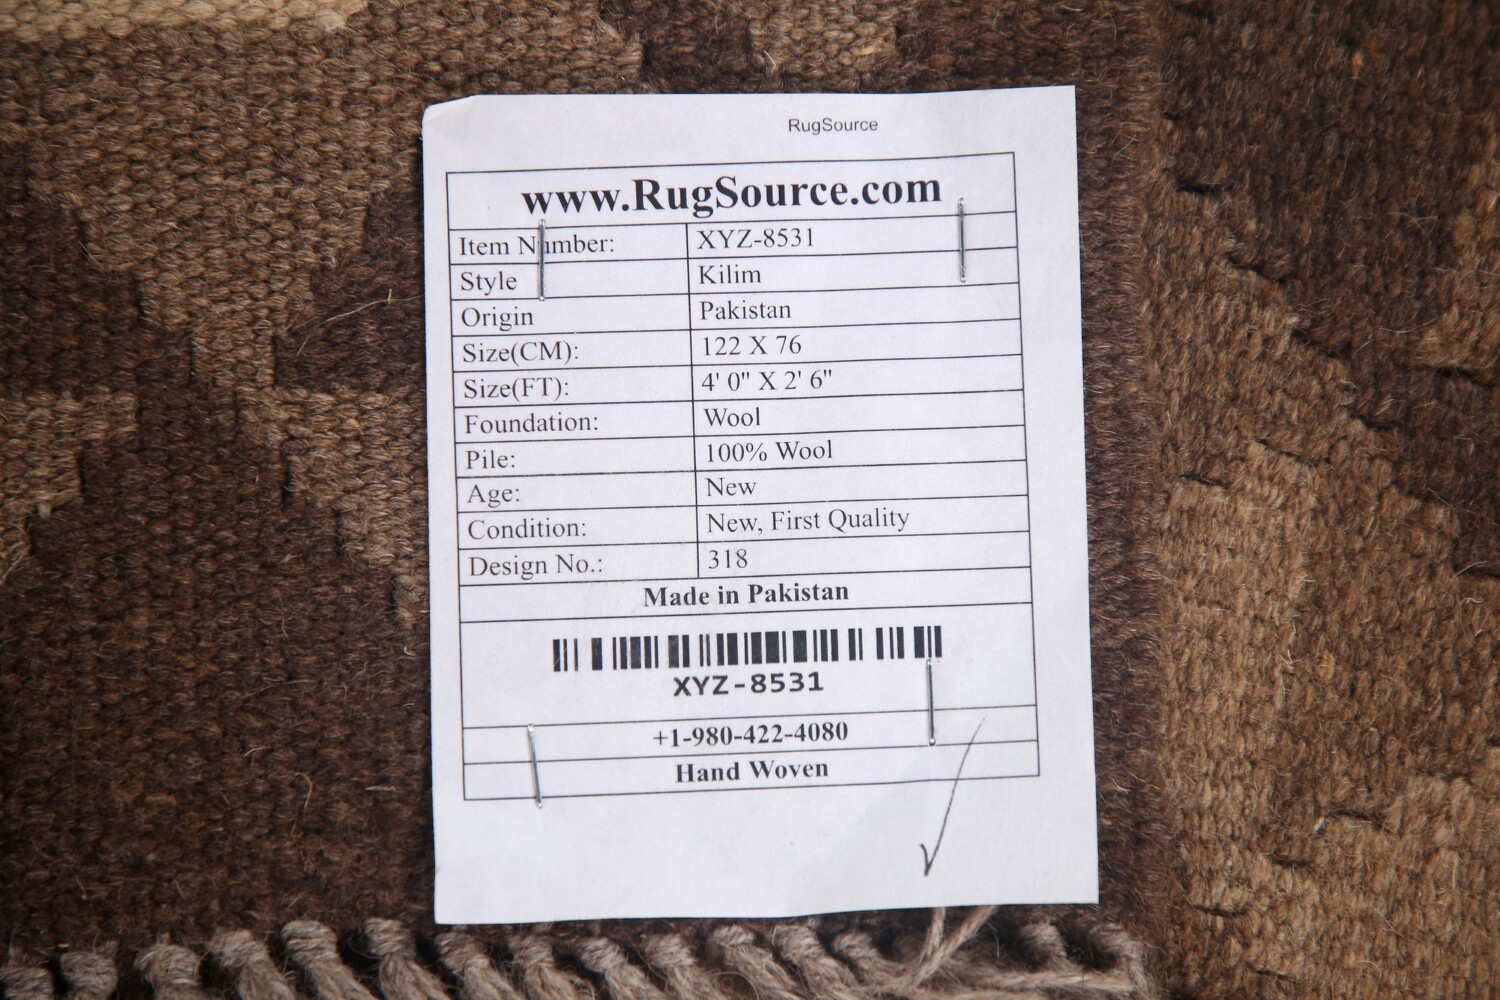 RugSource
www.RugSource.com
Item Number: XYZ-8531
Style Kilim
Origin Pakistan
Size(CM): 122 X 76
Size(FT): 4' 0" X 2' 6"
Foundation: Wool
Pile: 100% Wool
Age: New
Condition: New, First Quality
Design No.: 318
Made in Pakistan
XYZ-8531
+1-980-422-4080
Hand Woven